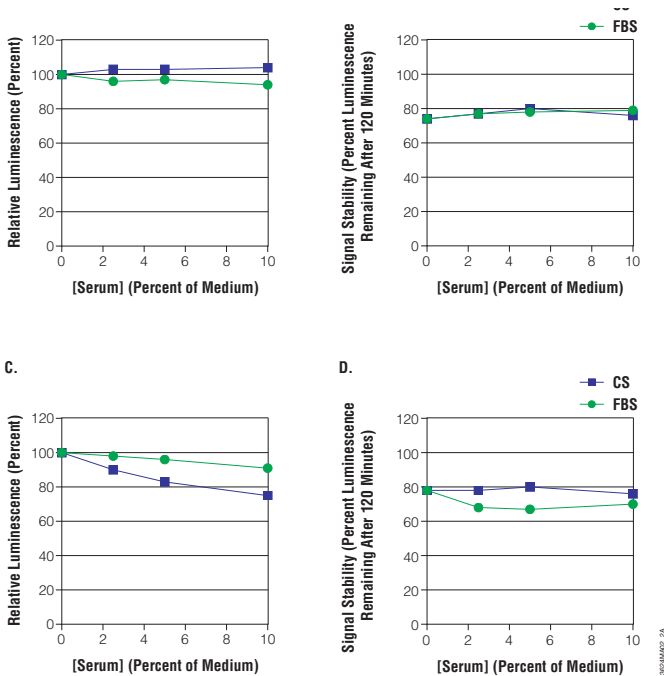 FBS
Relative Luminescence (Percent)
120
100
80
60
40
20
0
0 2 4 6 8 10
[Serum] (Percent of Medium)
Signal Stability (Percent Luminescence
Remaining After 120 Minutes)
120
100
80
60
40
20
0
0 2 4 6 8 10
[Serum] (Percent of Medium)
C.
Relative Luminescence (Percent)
120
100
80
60
40
20
0
0 2 4 6 8 10
[Serum] (Percent of Medium)
D.
CS
FBS
Signal Stability (Percent Luminescence
Remaining After 120 Minutes)
120
100
80
60
40
20
0
0 2 4 6 8 10
[Serum] (Percent of Medium)